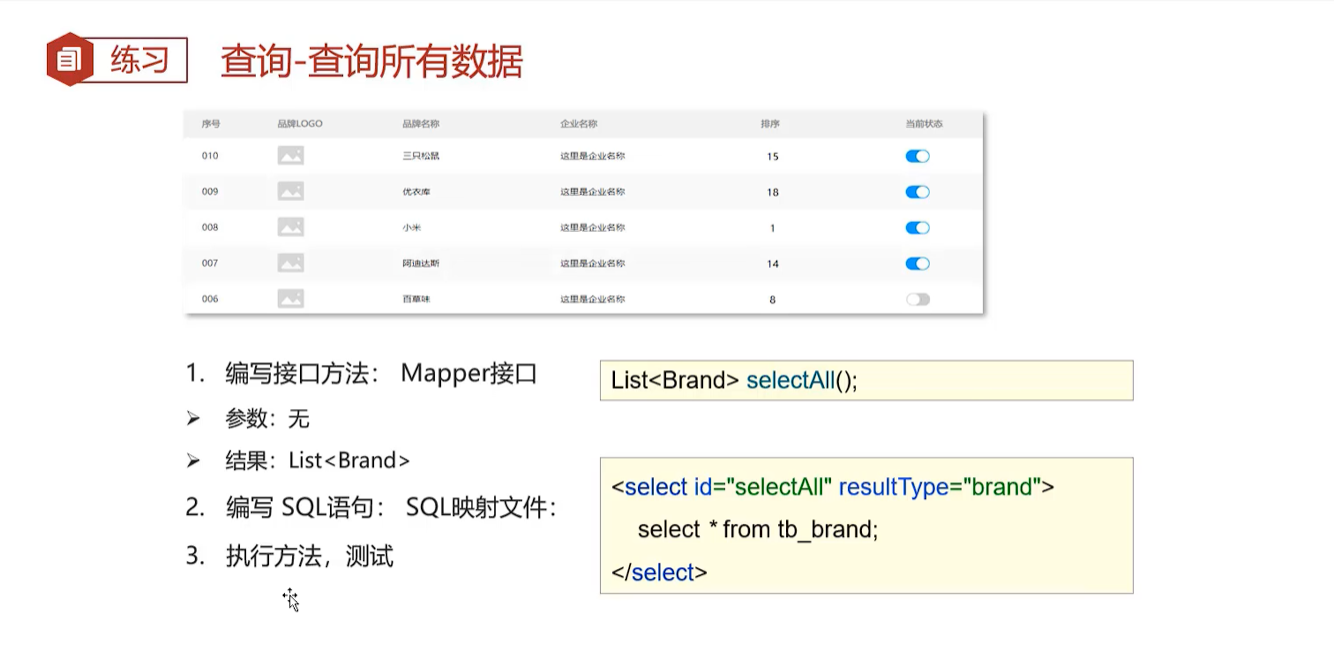 练习 查询-查询所有数据
序号 品牌LOGO 品牌名称 企业名称 排序 当前状态
010 三只松鼠 这里是企业名称 15
009 优衣库 这里是企业名称 18
008 小米 这里是企业名称 1
007 阿迪达斯 这里是企业名称 14
006 百草味 这里是企业名称 8
1. 编写接口方法： Mapper接口
➢ 参数：无
➢ 结果：List<Brand>
2. 编写 SQL语句： SQL映射文件：
3. 执行方法，测试
List<Brand> selectAll();
<select id="selectAll" resultType="brand">
select * from tb_brand;
</select>